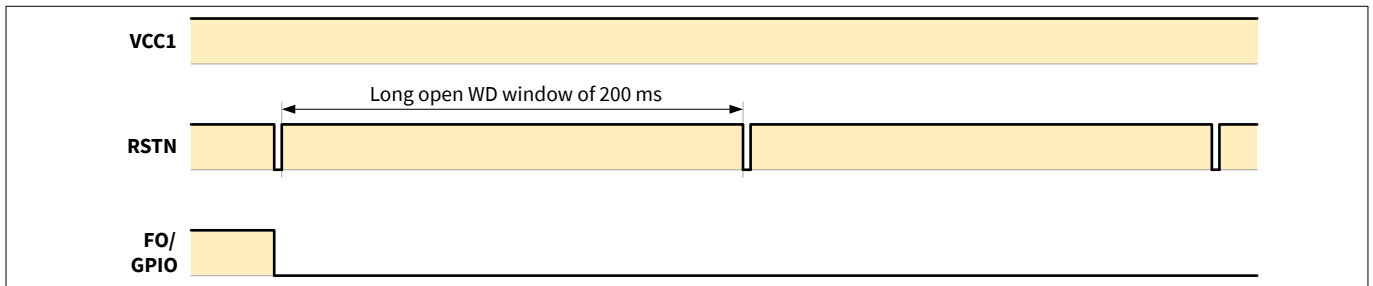 VCC1
Long open WD window of 200 ms
RSTN
FO/
GPIO